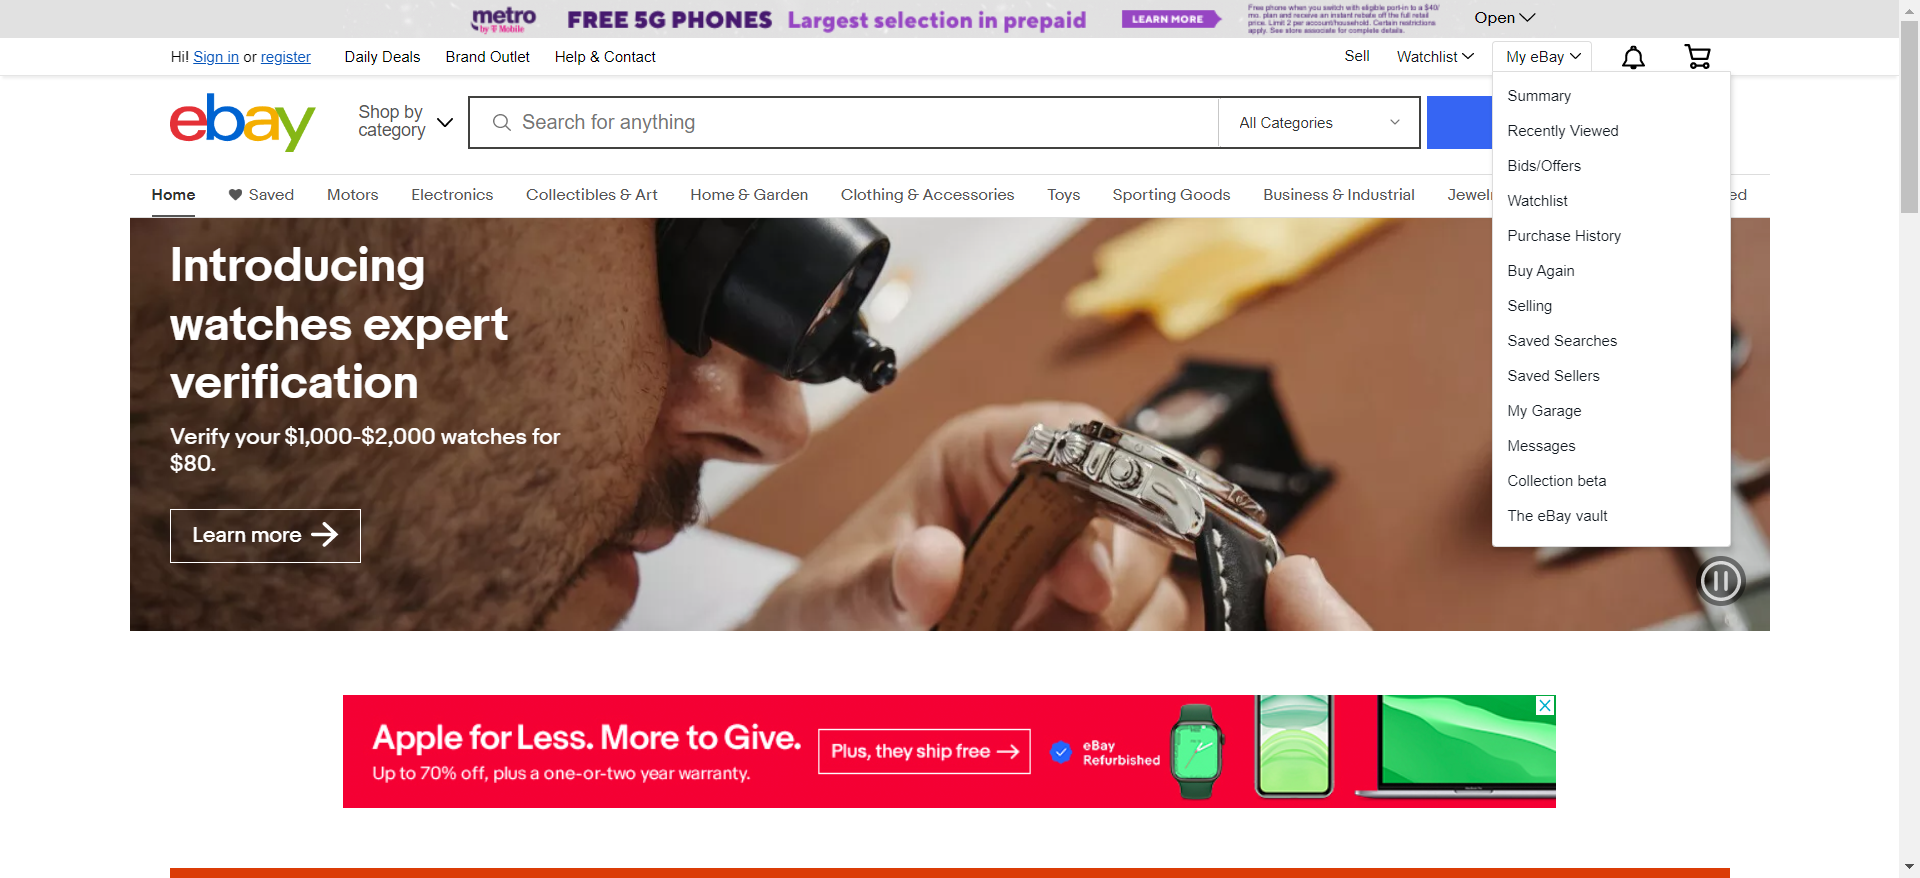 metro
by T Mobile
FREE 5G PHONES
Largest selection in prepaid
LEARN MORE
Free phone when you switch with eligible port-in to a $40/
mo. plan and receive an instant rebate off the full retail
price. Limit 2 per account/household. Certain restrictions
apply. See store associate for complete details.
Open
Hi! Sign in or register
Daily Deals
Brand Outlet
Help & Contact
Sell
Watchlist
My eBay
ebay
Shop by
category
Search for anything
All Categories
Summary
Recently Viewed
Bids/Offers
Watchlist
Purchase History
Buy Again
Selling
Saved Searches
Saved Sellers
My Garage
Messages
Collection beta
The eBay vault
Home
Saved
Motors
Electronics
Collectibles & Art
Home & Garden
Clothing & Accessories
Toys
Sporting Goods
Business & Industrial
Jewel
ed
Introducing
watches expert
verification
Verify your $1,000-$2,000 watches for
$80.
Learn more
Apple for Less. More to Give.
Up to 70% off, plus a one-or-two year warranty.
Plus, they ship free
eBay
Refurbished